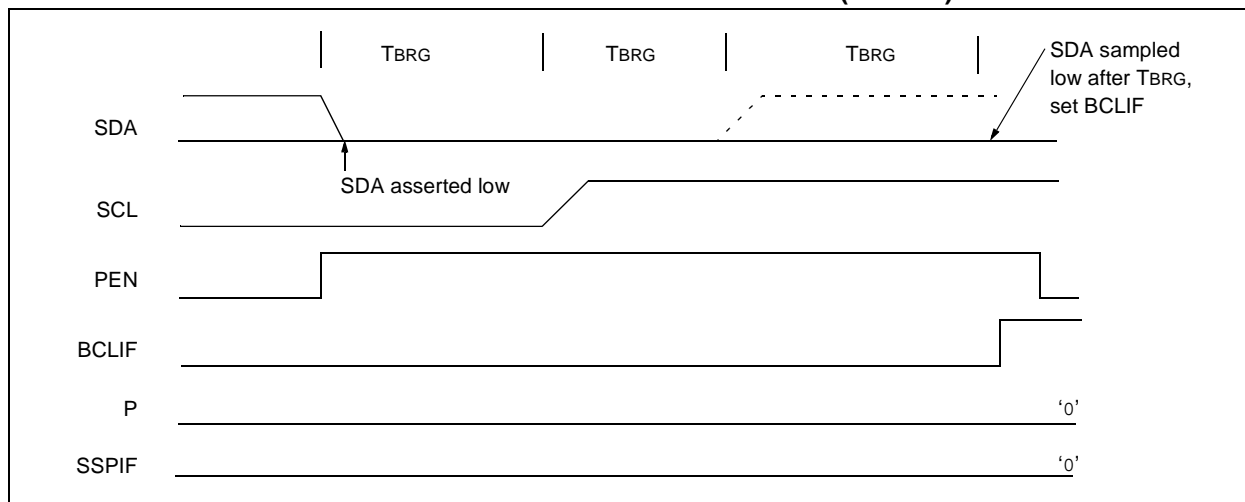 TBRG TBRG TBRG
SDA sampled
low after TBRG,
set BCLIF
SDA
SDA asserted low
SCL
PEN
BCLIF
P
‘0’
SSPIF
‘0’